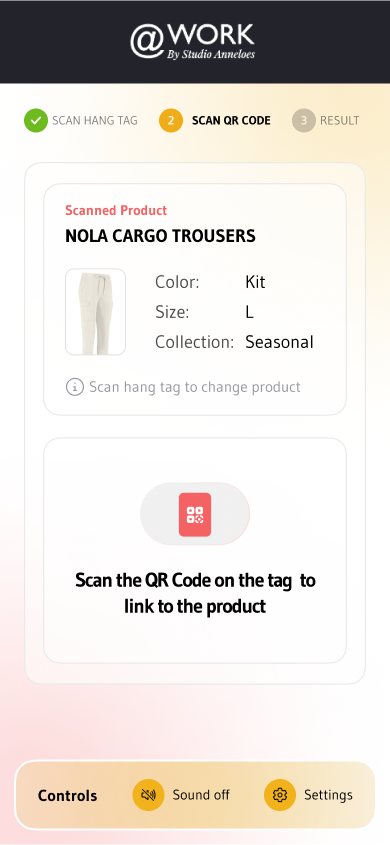 @WORK
By Studio Anneloes
SCAN HANG TAG
2 SCAN QR CODE
3 RESULT
Scanned Product
NOLA CARGO TROUSERS
Color: Kit
Size: L
Collection: Seasonal
Scan hang tag to change product
Scan the QR Code on the tag to
link to the product
Controls
Sound off
Settings